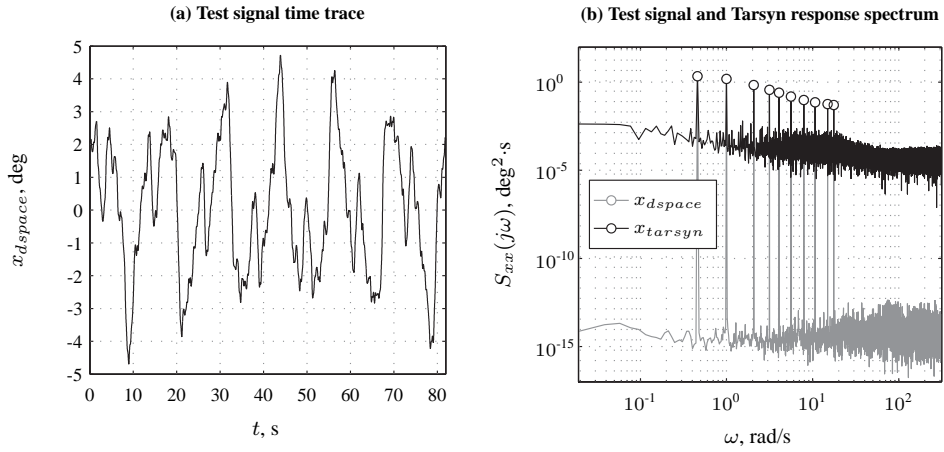 (a) Test signal time trace
5
4
3
2
1
0
-1
-2
-3
-4
-5
x_dspace, deg
0 10 20 30 40 50 60 70 80
t, s
(b) Test signal and Tarsyn response spectrum
10^0
10^-5
10^-10
10^-15
S_xx(jω), deg^2·s
x_dspace
x_tarsyn
10^-1 10^0 10^1 10^2
ω, rad/s